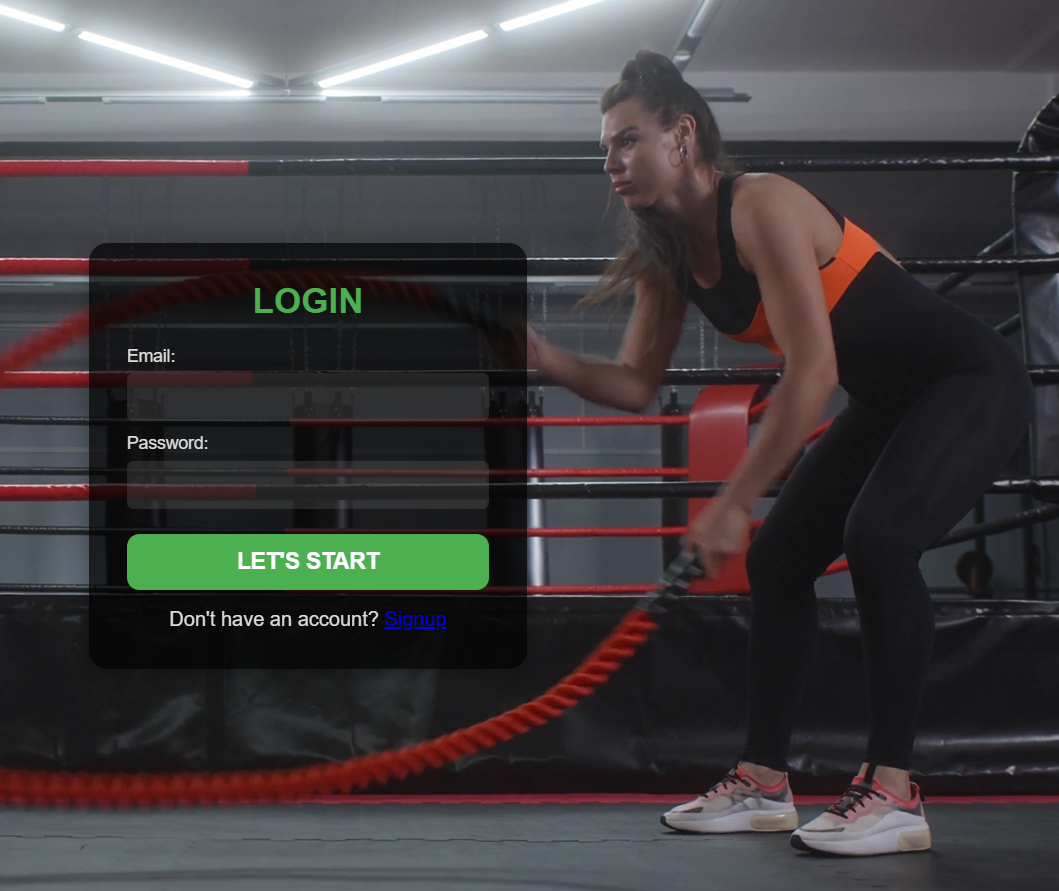 LOGIN
Email:
Password:
LET'S START
Don't have an account? Signup